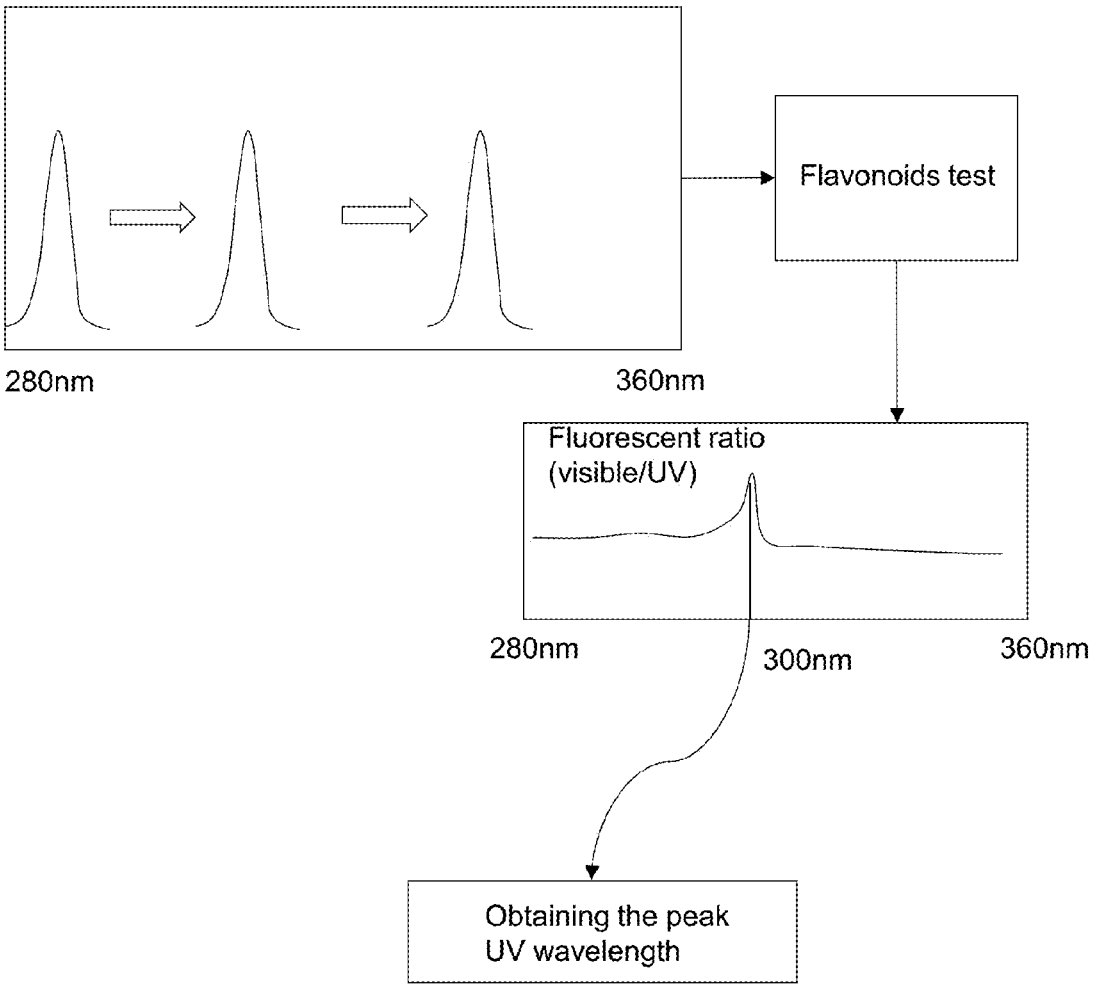 280nm
360nm
Flavonoids test
Fluorescent ratio
(visible/UV)
280nm
300nm
360nm
Obtaining the peak
UV wavelength